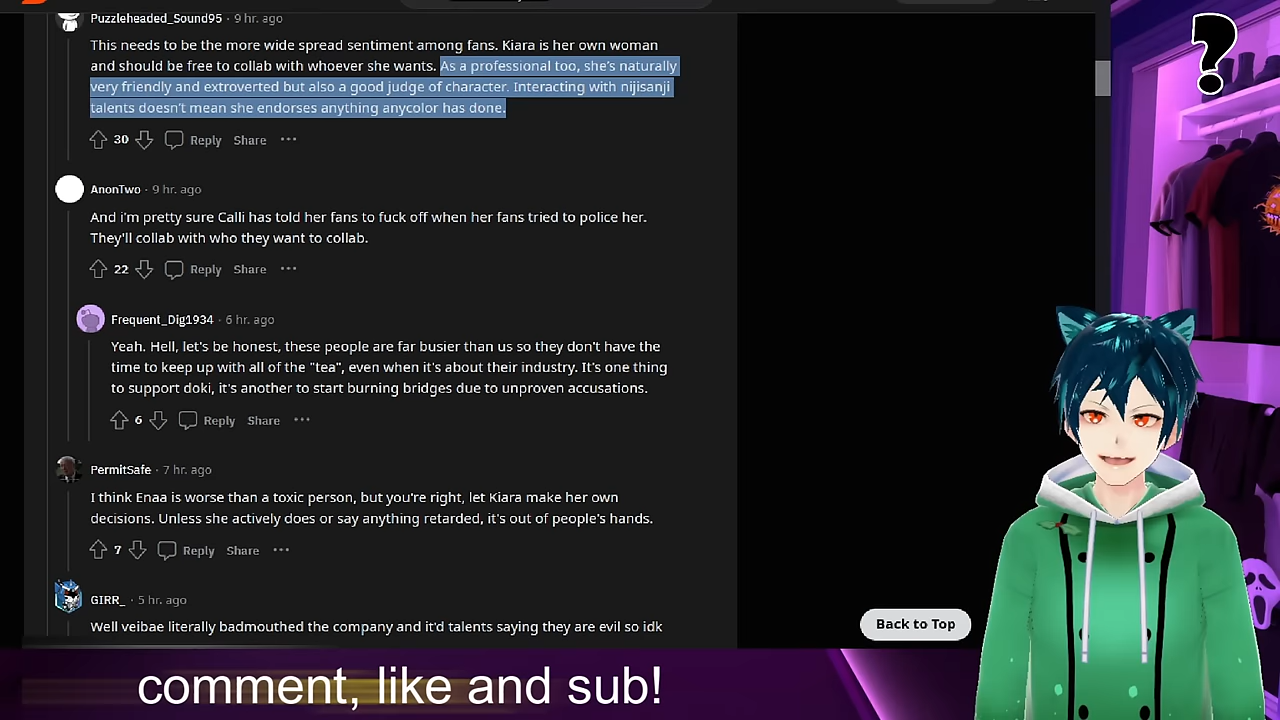 Puzzleheaded_Sound95 · 9 hr. ago
This needs to be the more wide spread sentiment among fans. Kiara is her own woman
and should be free to collab with whoever she wants. As a professional too, she's naturally
very friendly and extroverted but also a good judge of character. Interacting with nijisanji
talents doesn't mean she endorses anything anycolor has done.
30 Reply Share ···
AnonTwo · 9 hr. ago
And i'm pretty sure Calli has told her fans to fuck off when her fans tried to police her.
They'll collab with who they want to collab.
22 Reply Share ···
Frequent_Dig1934 · 6 hr. ago
Yeah. Hell, let's be honest, these people are far busier than us so they don't have the
time to keep up with all of the "tea", even when it's about their industry. It's one thing
to support doki, it's another to start burning bridges due to unproven accusations.
6 Reply Share ···
PermitSafe · 7 hr. ago
I think Enaa is worse than a toxic person, but you're right, let Kiara make her own
decisions. Unless she actively does or say anything retarded, it's out of people's hands.
7 Reply Share ···
GIRR_ · 5 hr. ago
Well veibae literally badmouthed the company and it'd talents saying they are evil so idk
Back to Top
?
comment, like and sub!